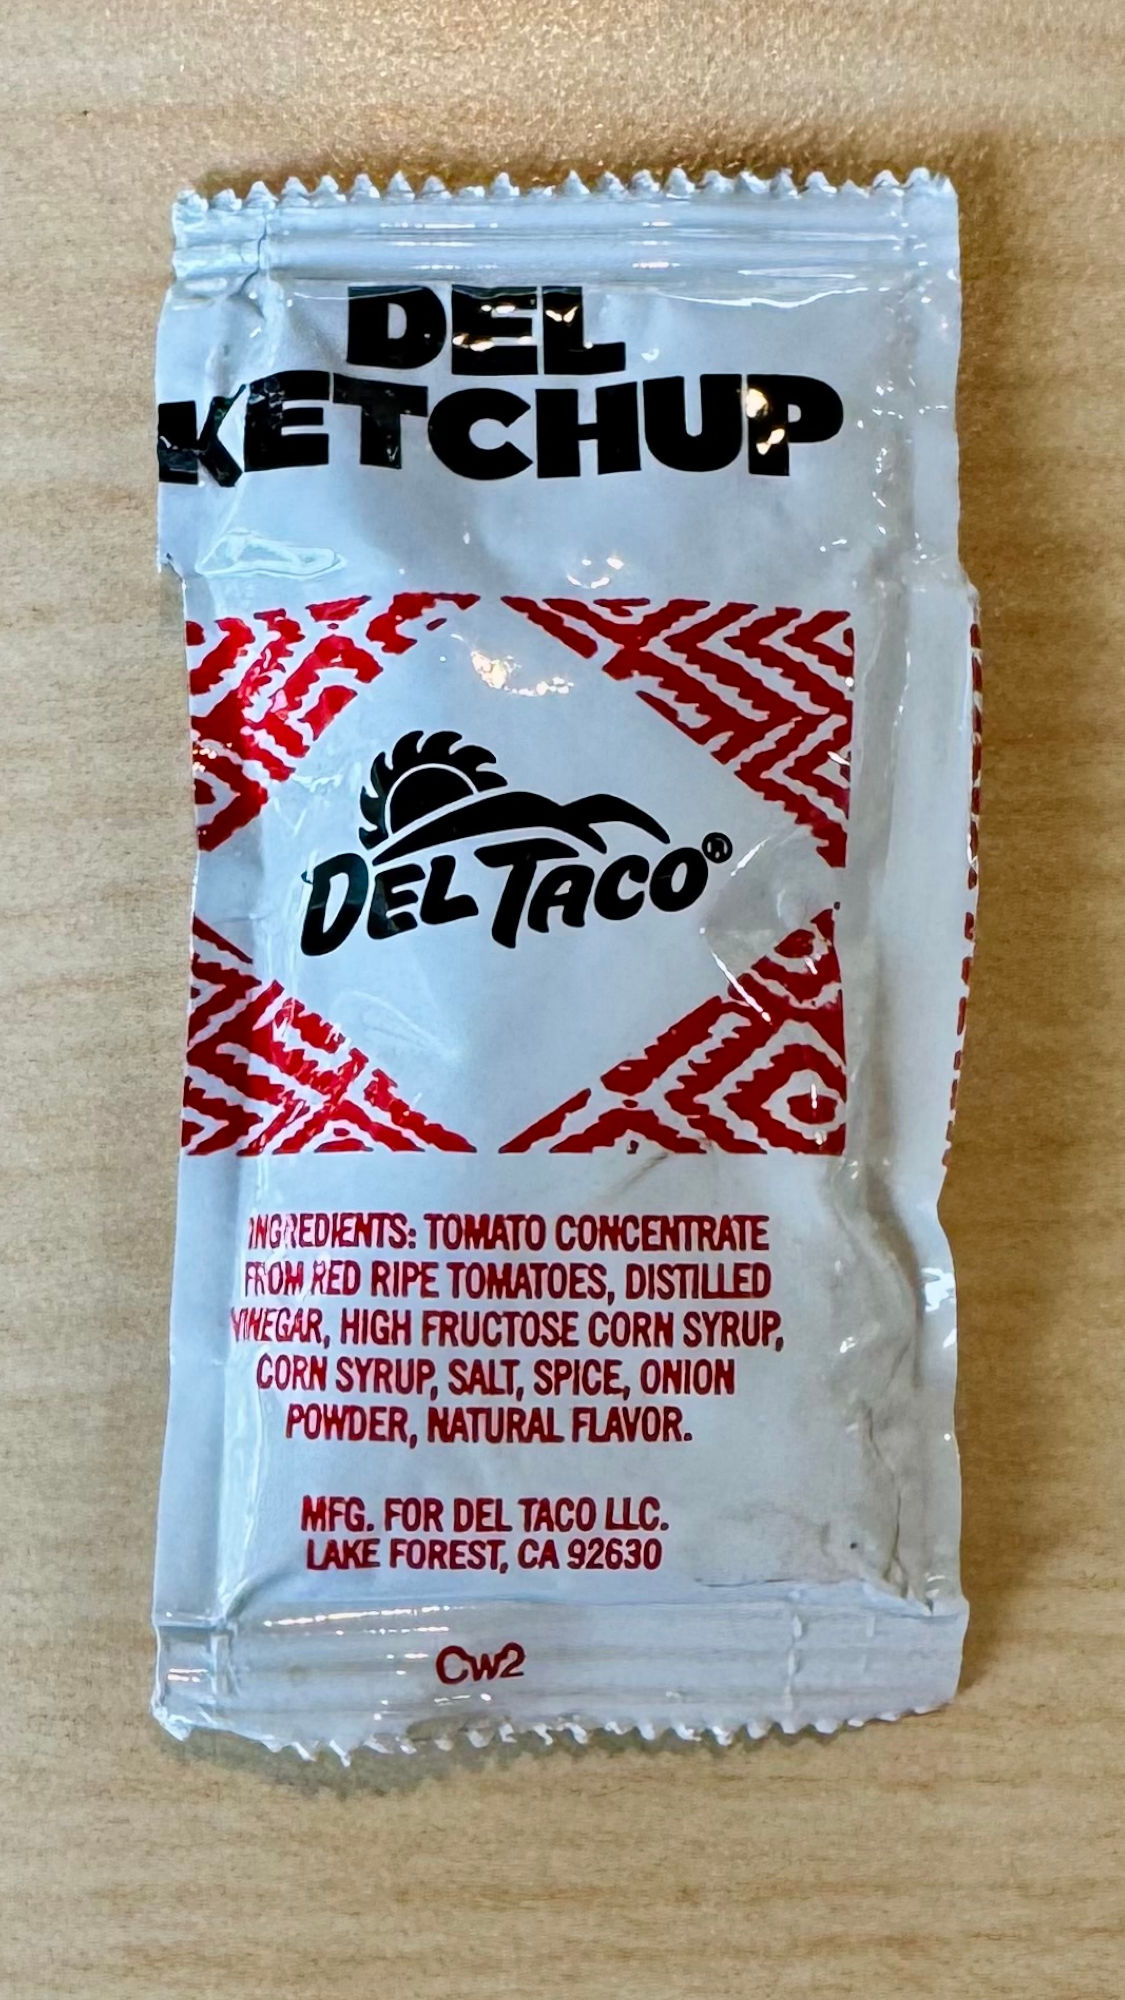 DEL
KETCHUP
DEL TACO®
INGREDIENTS: TOMATO CONCENTRATE
FROM RED RIPE TOMATOES, DISTILLED
VINEGAR, HIGH FRUCTOSE CORN SYRUP,
CORN SYRUP, SALT, SPICE, ONION
POWDER, NATURAL FLAVOR.
MFG. FOR DEL TACO LLC.
LAKE FOREST, CA 92630
CW2